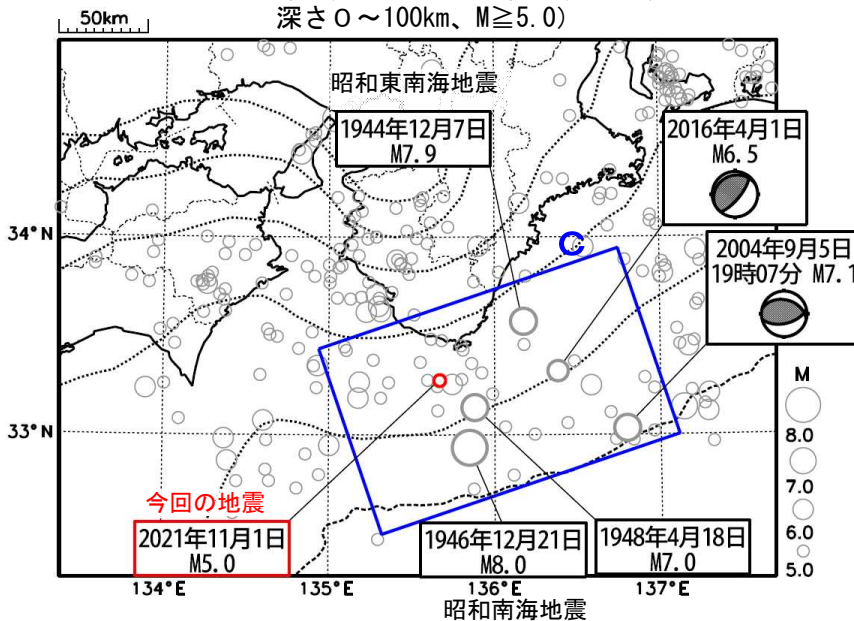 深さ0～100km、M≧5.0)
50km
昭和東南海地震
1944年12月7日
M7.9
2016年4月1日
M6.5
2004年9月5日
19時07分 M7.1
C
34°N
33°N
M
8.0
7.0
6.0
5.0
今回の地震
2021年11月1日
M5.0
1946年12月21日
M8.0
1948年4月18日
M7.0
134°E
135°E
136°E
137°E
昭和南海地震